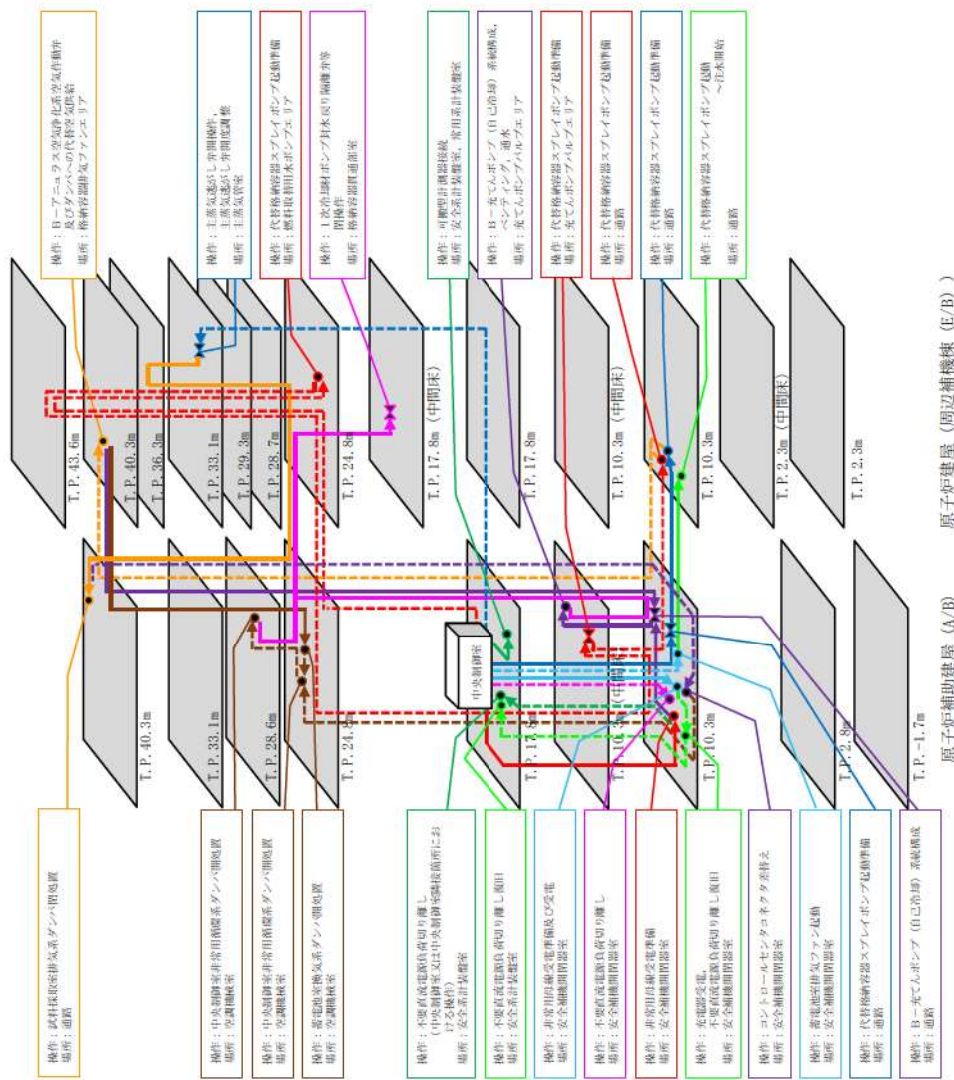 操作：B－アニュラス空気浄化系空気作動弁
及びダンパへの代替空気供給
場所：格納容器排気ファンエリア
操作：主蒸気逃がし弁開操作，
主蒸気逃がし弁開度調整
場所：主蒸気管室
操作：代替格納容器スプレイポンプ起動準備
場所：燃料取替用水ポンプエリア
操作：１次冷却材ポンプ封水戻り隔離弁等
閉操作
場所：格納容器貫通部室
操作：可搬型計測器接続
場所：安全系計装盤室，常用系計装盤室
操作：B－充てんポンプ（自己冷却）系統構成，
ベンティング，通水
場所：充てんポンプバルブエリア
操作：代替格納容器スプレイポンプ起動準備
場所：充てんポンプバルブエリア
操作：代替格納容器スプレイポンプ起動準備
場所：通路
操作：代替格納容器スプレイポンプ起動準備
場所：通路
操作：代替格納容器スプレイポンプ起動
～注水開始
場所：通路
T.P.43.6m
T.P.40.3m
T.P.36.3m
T.P.33.1m
T.P.29.3m
T.P.28.7m
T.P.24.8m
T.P.17.8m（中間床）
T.P.17.8m
T.P.10.3m（中間床）
T.P.10.3m
T.P.2.3m（中間床）
T.P.2.3m
原子炉建屋（周辺補機棟（E/B））
T.P.40.3m
T.P.33.1m
T.P.28.6m
T.P.24.8m
中央制御室
T.P.17.8m
T.P.10.3m（中間床）
T.P.10.3m
T.P.2.8m
T.P.-1.7m
原子炉補助建屋（A/B）
操作：試料採取室排気系ダンパ閉処置
場所：通路
操作：中央制御室非常用循環系ダンパ開処置
場所：空調機械室
操作：中央制御室非常用循環系ダンパ開処置
場所：空調機械室
操作：蓄電池室換気系ダンパ開処置
場所：空調機械室
操作：不要直流電源負荷切り離し
（中央制御室又は中央制御室隣接箇所にお
ける操作）
場所：安全系計装盤室
操作：不要直流電源負荷切り離し復旧
場所：安全系計装盤室
操作：非常用母線受電準備及び受電
場所：安全補機開閉器室
操作：不要直流電源負荷切り離し
場所：安全補機開閉器室
操作：非常用母線受電準備
場所：安全補機開閉器室
操作：充電器受電，
不要直流電源負荷切り離し復旧
場所：安全補機開閉器室
操作：コントロールセンタコネクタ差替え
場所：安全補機開閉器室
操作：蓄電池室排気ファン起動
場所：安全補機開閉器室
操作：代替格納容器スプレイポンプ起動準備
場所：通路
操作：B－充てんポンプ（自己冷却）系統構成
場所：通路